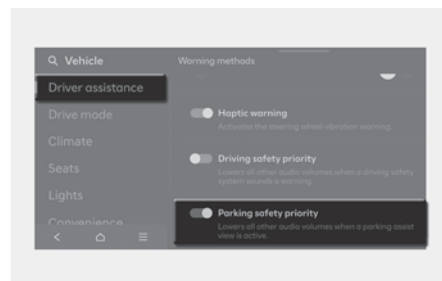 Vehicle
Worning methods
Driver assistance
Drive mode
Climate
Seats
Lights
Convenience
Haptic warning
Activates the steering wheel vibration warning.
Driving safety priority
Lowers all other audio volumes when a driving safety
system sounds a warning.
Parking safety priority
Lowers all other audio volumes when a parking assist
view is active.